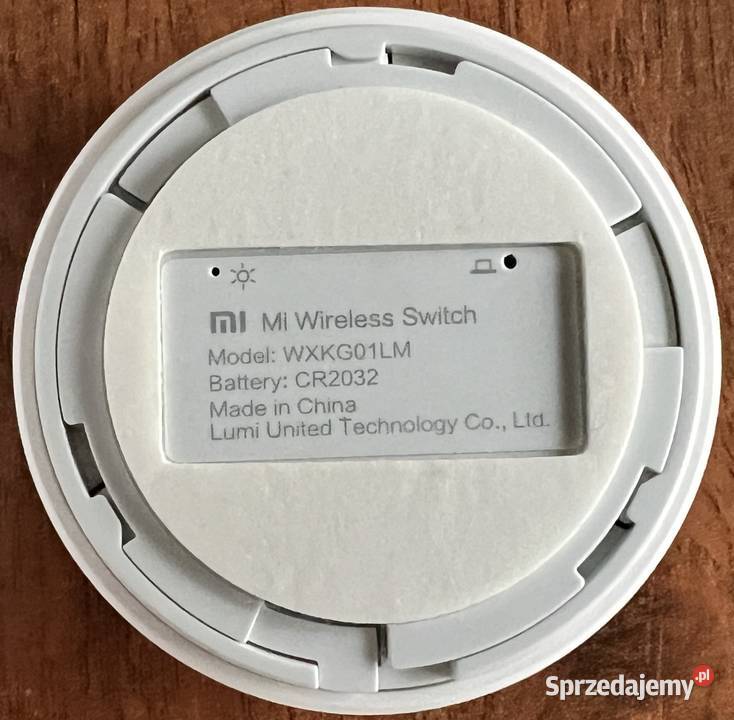 mi Mi Wireless Switch
Model: WXKG01LM
Battery: CR2032
Made in China
Lumi United Technology Co., Ltd.
Sprzedajemy.pl